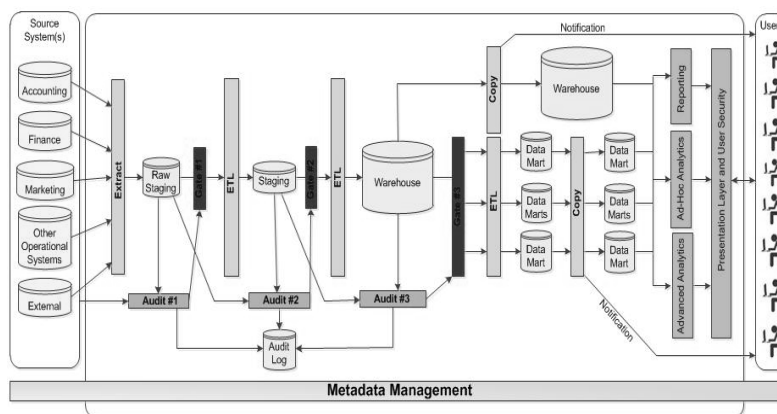 Source
System(s)
Accounting
Finance
Marketing
Other
Operational
Systems
External
Extract
Raw
Staging
Gate #1
ETL
Staging
Gate #2
ETL
Warehouse
Gate #3
Audit #1
Audit #2
Audit #3
Audit
Log
Copy
Warehouse
ETL
Data
Mart
Data
Marts
Data
Mart
Copy
Data
Mart
Data
Marts
Data
Mart
Notification
Notification
Reporting
Ad-Hoc Analytics
Advanced Analytics
Presentation Layer and User Security
Metadata Management